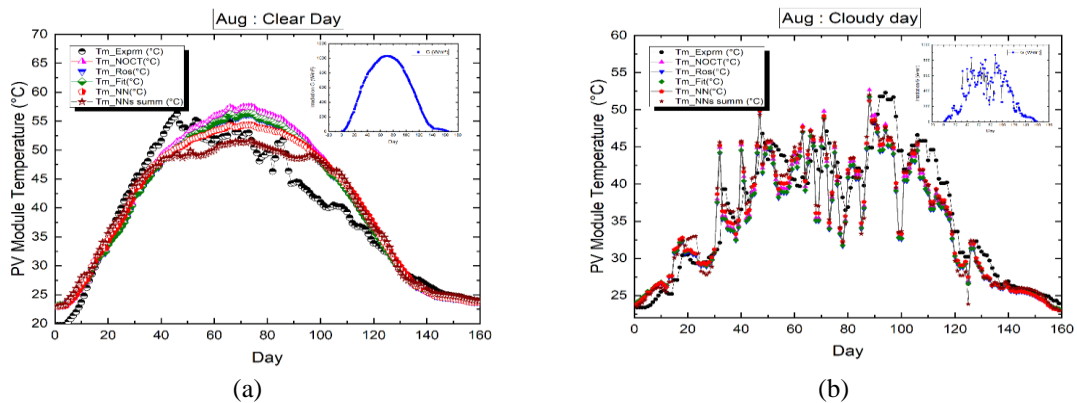 Aug : Clear Day
PV Module Temperature (°C)
70
65
60
55
50
45
40
35
30
25
20
Tm_Exprm (°C)
Tm_NOCT(°C)
Tm_Ros(°C)
Tm_Fit(°C)
Tm_NN(°C)
Tm_NNs summ (°C)
Day
0 20 40 60 80 100 120 140 160
Day
(a)
Aug : Cloudy day
PV Module Temperature (°C)
60
55
50
45
40
35
30
25
Tm_Exprm (°C)
Tm_NOCT(°C)
Tm_Ros(°C)
Tm_Fit(°C)
Tm_NN(°C)
Tm_NNs summ (°C)
Day
0 20 40 60 80 100 120 140 160
Day
(b)